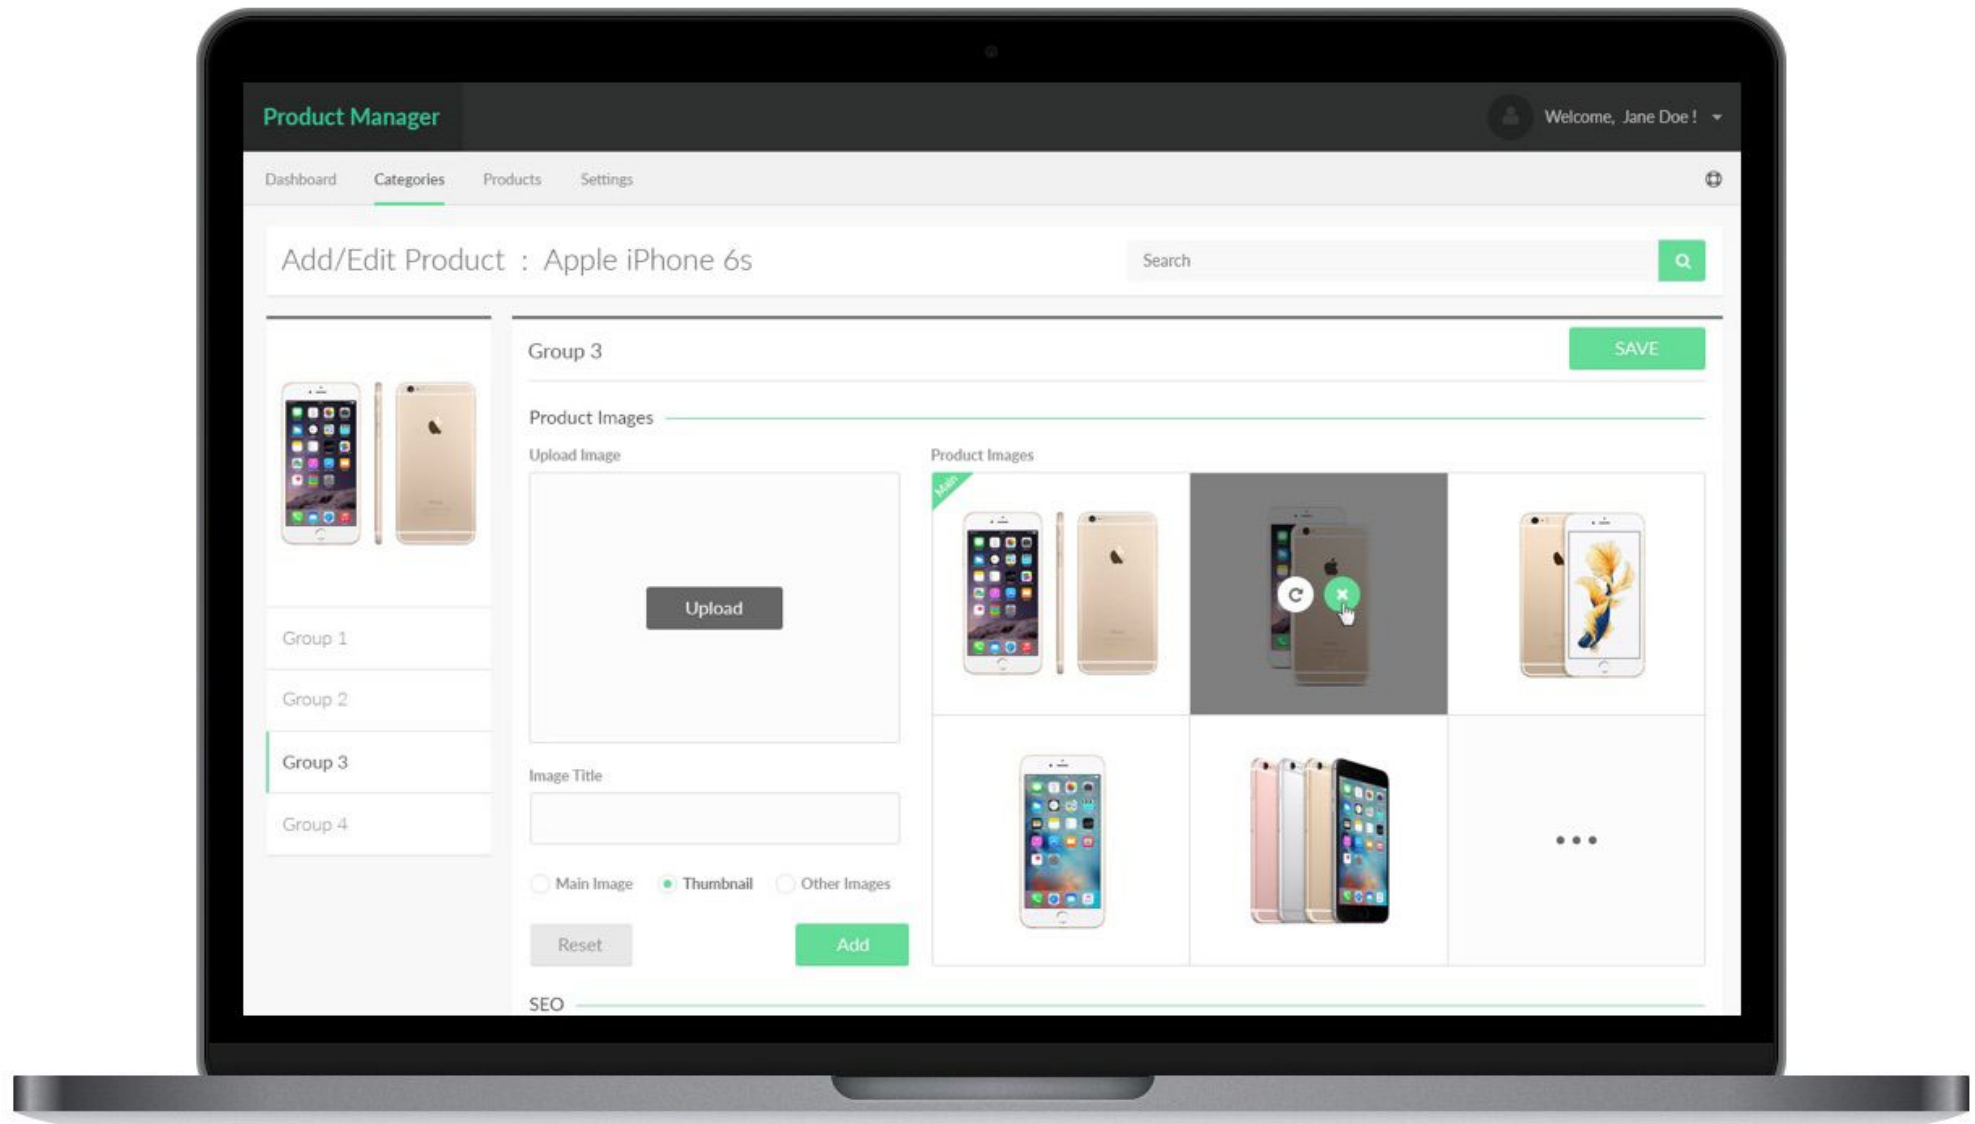 Product Manager
Welcome, Jane Doe !
Dashboard Categories Products Settings
Add/Edit Product : Apple iPhone 6s
Search
Group 3
SAVE
Product Images
Upload Image
Product Images
Main
Upload
Group 1
Group 2
Group 3
Group 4
Image Title
Main Image Thumbnail Other Images
Reset
Add
SEO